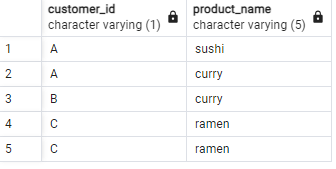 customer_id product_name
character varying (1) character varying (5)
1 A sushi
2 A curry
3 B curry
4 C ramen
5 C ramen